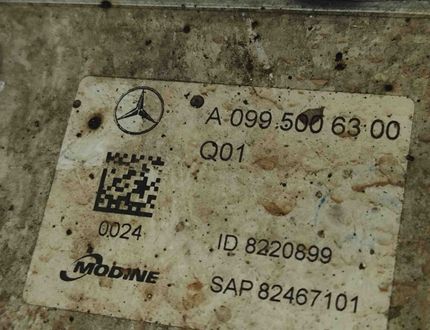 A 099 500 63 00
Q01
0024
ID 8220899
MODINE
SAP 82467101